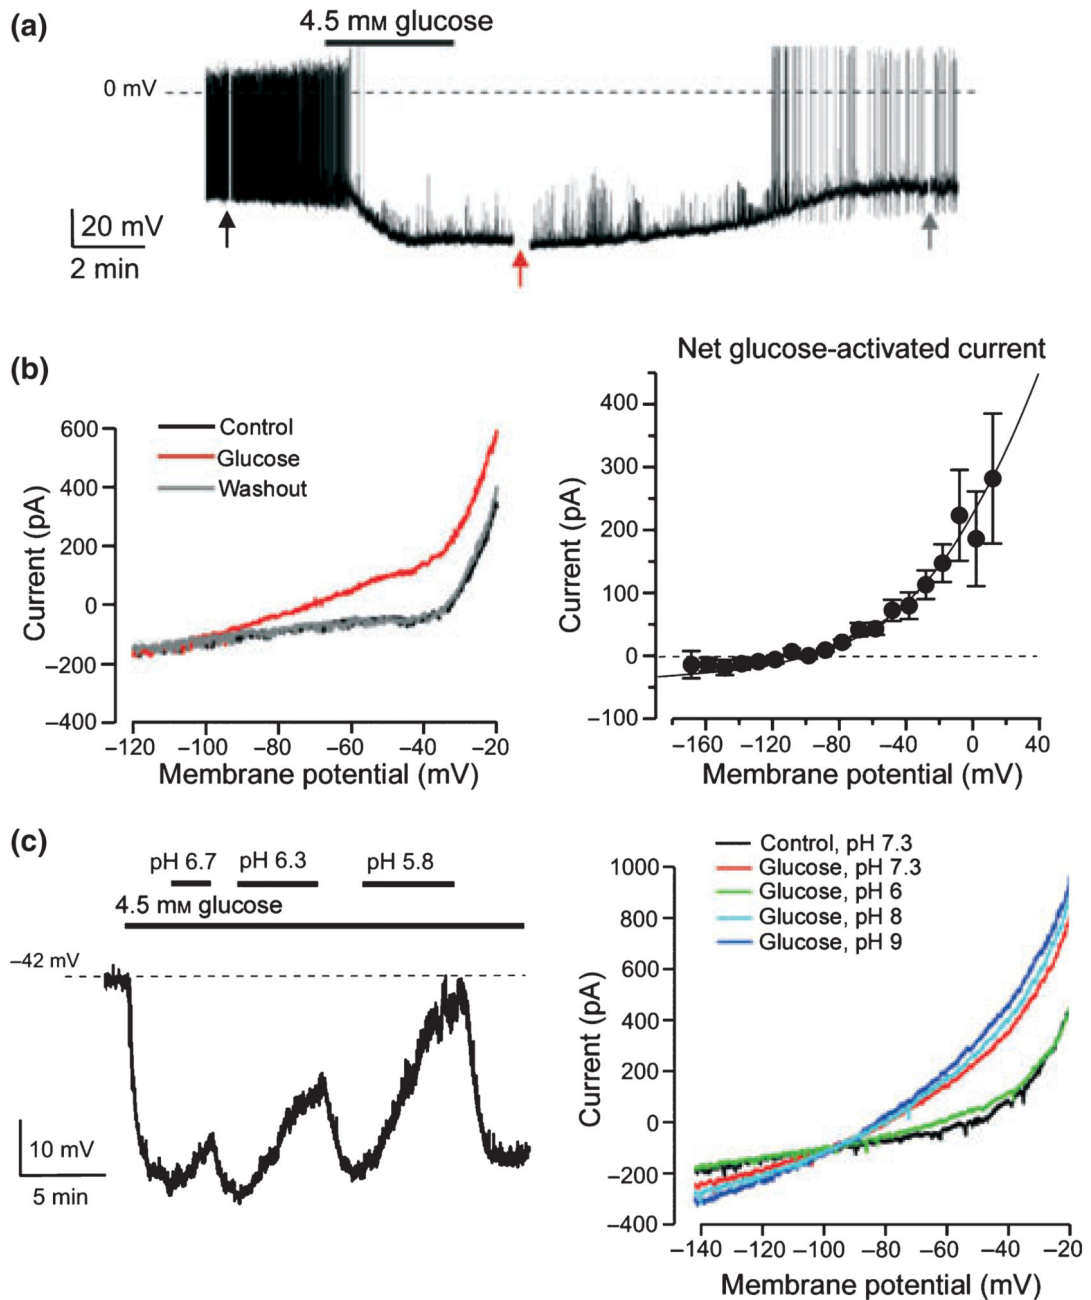 (a)
4.5 mM glucose
0 mV
20 mV
2 min
(b)
Net glucose-activated current
Control
Glucose
Washout
600
400
200
0
−200
−400
Current (pA)
−120 −100 −80 −60 −40 −20
Membrane potential (mV)
400
300
200
100
0
−100
Current (pA)
−160 −120 −80 −40 0 40
Membrane potential (mV)
(c)
pH 6.7 pH 6.3 pH 5.8
4.5 mM glucose
−42 mV
10 mV
5 min
Control, pH 7.3
Glucose, pH 7.3
Glucose, pH 6
Glucose, pH 8
Glucose, pH 9
1000
800
600
400
200
0
−200
−400
Current (pA)
−140 −120 −100 −80 −60 −40 −20
Membrane potential (mV)